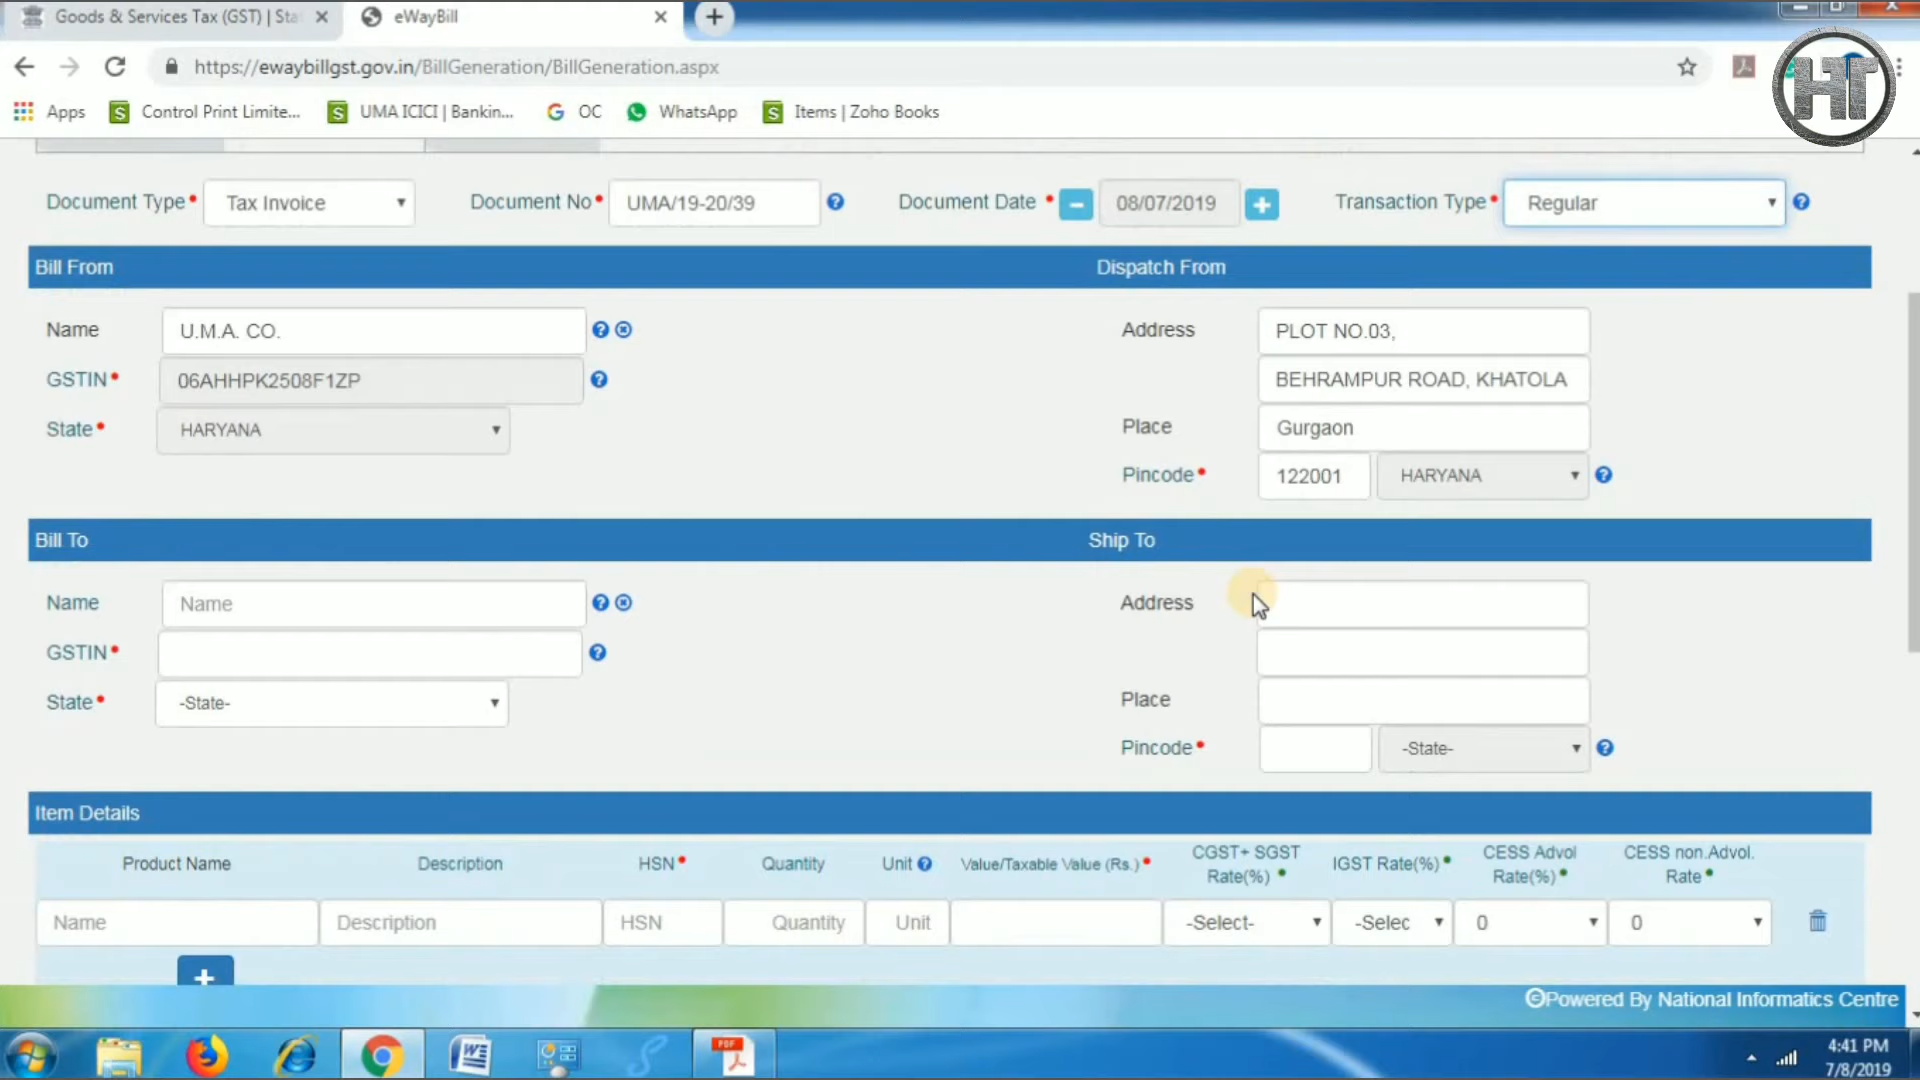 Goods & Services Tax (GST) | Sta
eWayBill
https://ewaybillgst.gov.in/BillGeneration/BillGeneration.aspx
HT
Apps
Control Print Limite...
UMA ICICI | Bankin...
OC
WhatsApp
Items | Zoho Books
Document Type
Tax Invoice
Document No
UMA/19-20/39
Document Date
08/07/2019
Transaction Type
Regular
Bill From
Dispatch From
Name
U.M.A. CO.
Address
PLOT NO.03,
GSTIN
06AHHPK2508F1ZP
BEHRAMPUR ROAD, KHATOLA
State
HARYANA
Place
Gurgaon
Pincode
122001
HARYANA
Bill To
Ship To
Name
Name
Address
GSTIN
State
-State-
Place
Pincode
-State-
Item Details
Product Name
Description
HSN
Quantity
Unit
Value/Taxable Value (Rs.)
CGST+ SGST
Rate(%)
IGST Rate(%)
CESS Advol
Rate(%)
CESS non.Advol.
Rate
Name
Description
HSN
Quantity
Unit
-Select-
-Selec
0
0
©Powered By National Informatics Centre
PDF
4:41 PM
7/8/2019